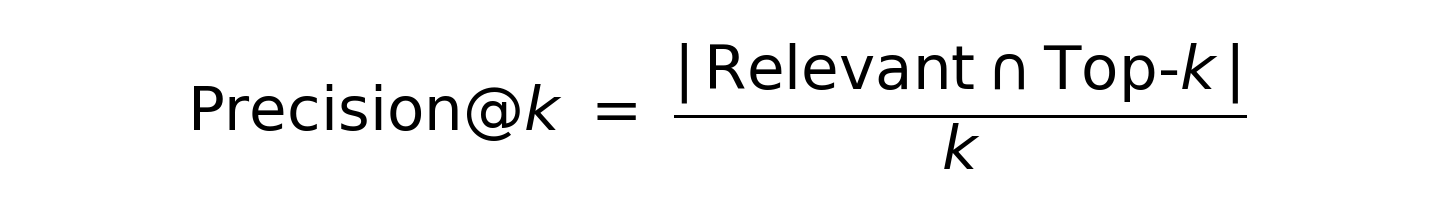 Precision@k = | Relevant ∩ Top-k | / k